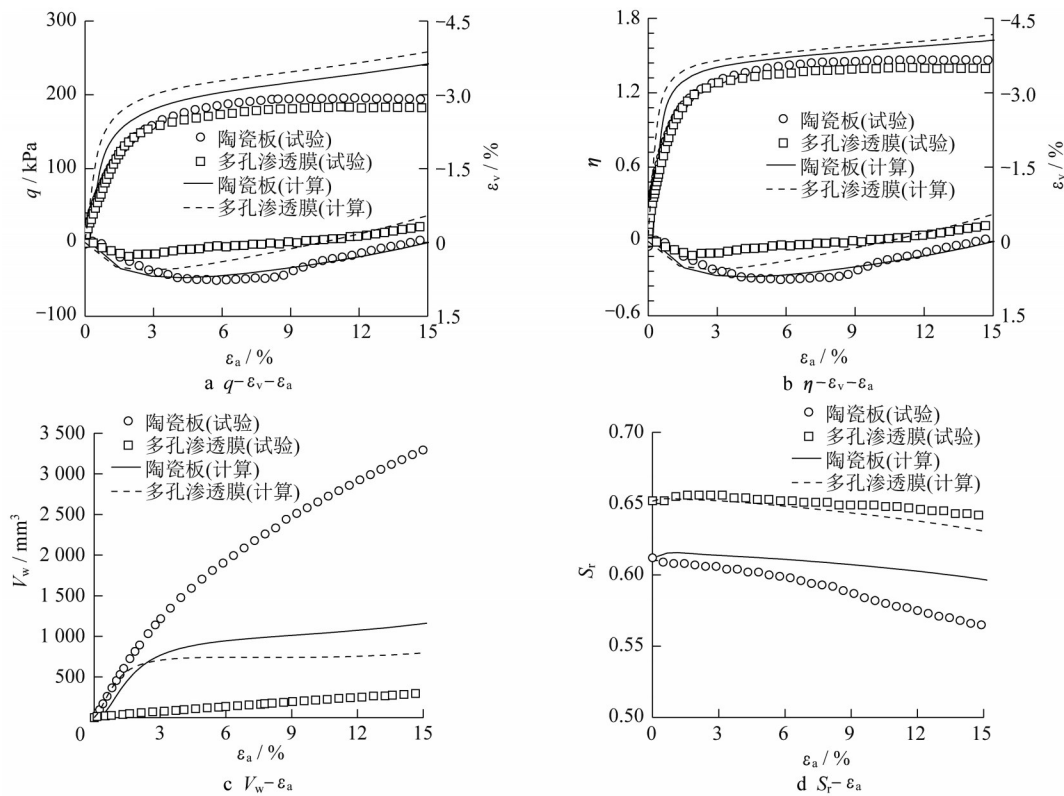 300
200
100
0
−100
q / kPa
−4.5
−3.0
−1.5
0
1.5
εv / %
陶瓷板(试验)
多孔渗透膜(试验)
陶瓷板(计算)
多孔渗透膜(计算)
0 3 6 9 12 15
εa / %
a q−εv−εa
1.8
1.2
0.6
0
−0.6
η
−4.5
−3.0
−1.5
0
1.5
εv / %
陶瓷板(试验)
多孔渗透膜(试验)
陶瓷板(计算)
多孔渗透膜(计算)
0 3 6 9 12 15
εa / %
b η−εv−εa
陶瓷板(试验)
多孔渗透膜(试验)
陶瓷板(计算)
多孔渗透膜(计算)
3 500
3 000
2 500
2 000
1 500
1 000
500
Vw / mm³
0 3 6 9 12 15
εa / %
c Vw−εa
陶瓷板(试验)
多孔渗透膜(试验)
陶瓷板(计算)
多孔渗透膜(计算)
0.70
0.65
0.60
0.55
0.50
Sr
0 3 6 9 12 15
εa / %
d Sr−εa